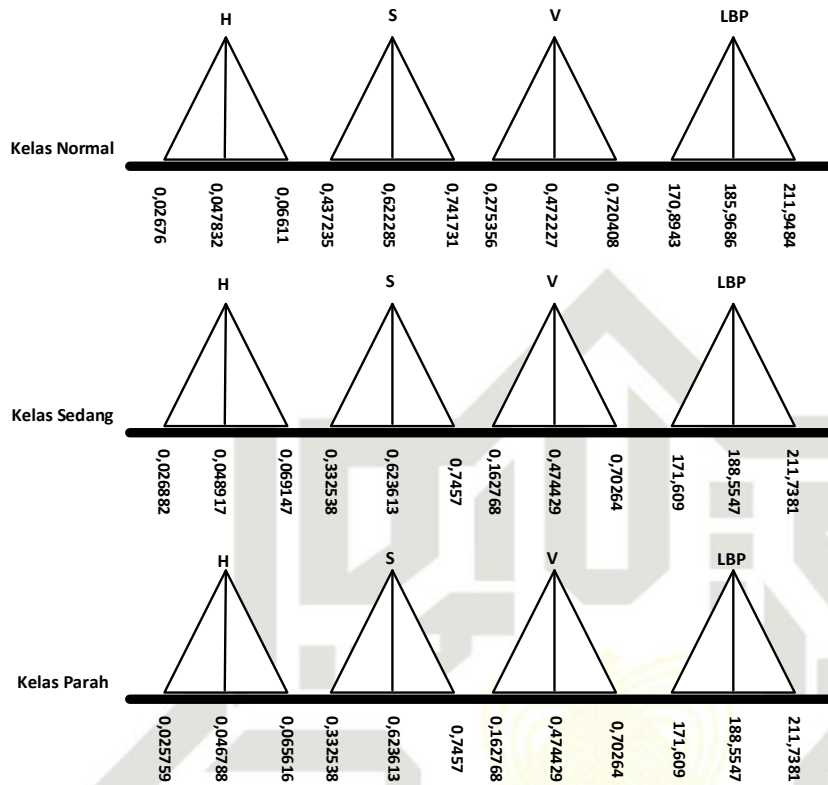 H S V LBP
Kelas Normal
0,02676 0,047832 0,06611 0,437235 0,622285 0,741731 0,275356 0,472227 0,720408 170,8943 185,9686 211,9484
H S V LBP
Kelas Sedang
0,026882 0,048917 0,069147 0,332538 0,623613 0,7457 0,162768 0,474429 0,70264 171,609 188,5547 211,7381
H S V LBP
Kelas Parah
0,025759 0,046788 0,065616 0,332538 0,623613 0,7457 0,162768 0,474429 0,70264 171,609 188,5547 211,7381